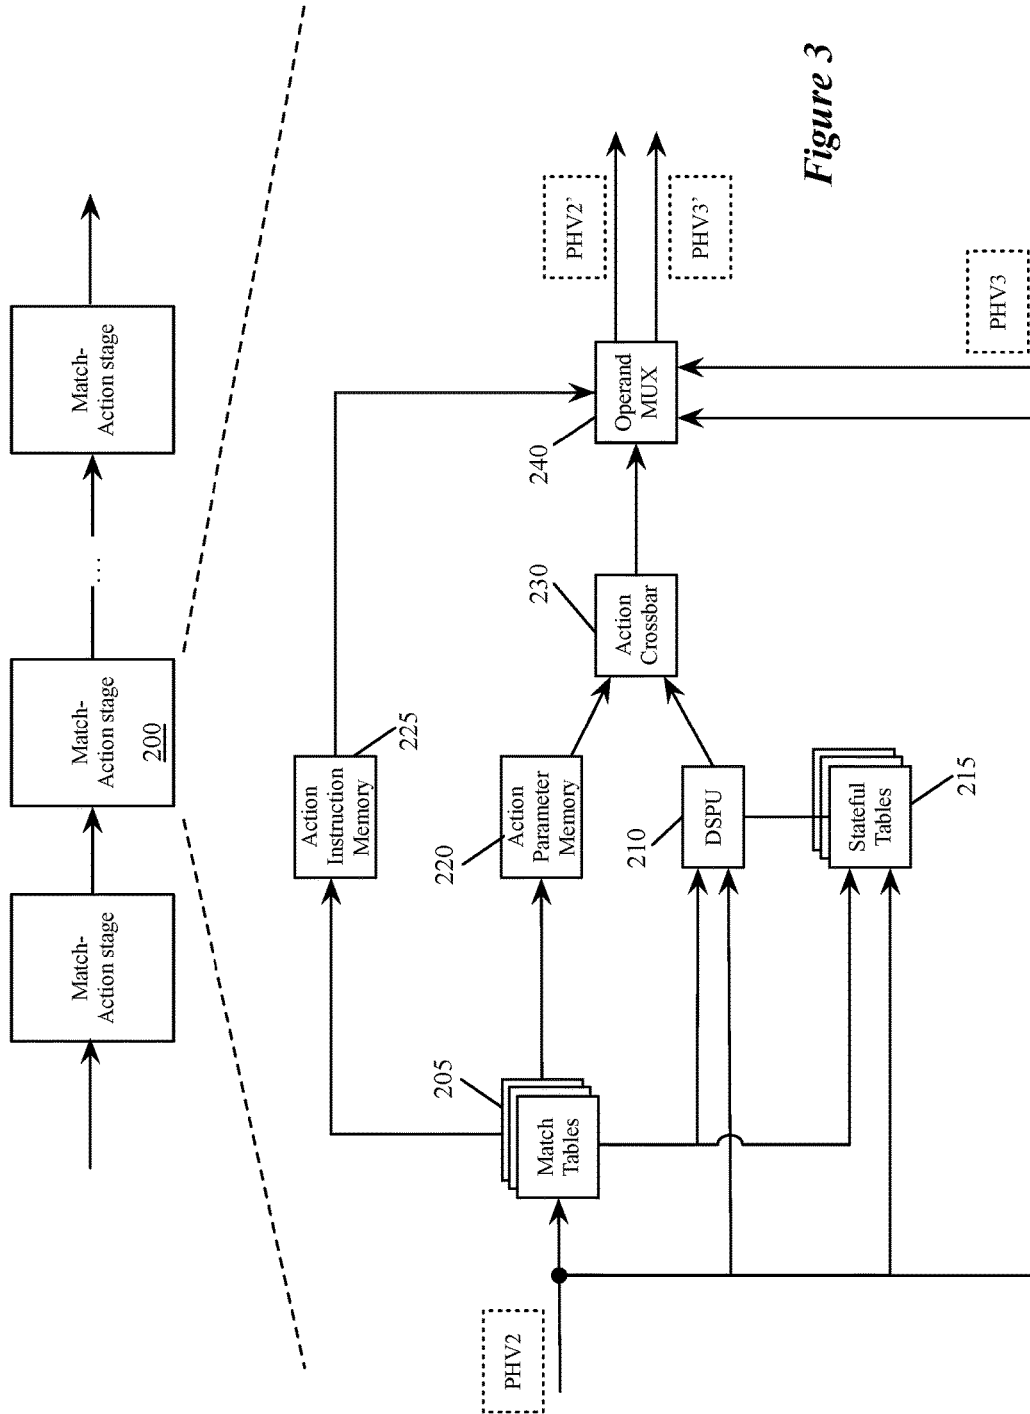 Match-
Action stage
Match-
Action stage
200
...
Match-
Action stage
Action
Instruction
Memory
225
205
Match
Tables
220
Action
Parameter
Memory
230
Action
Crossbar
240
Operand
MUX
PHV2
PHV2'
PHV3'
210
DSPU
Stateful
Tables
215
PHV3
Figure 3